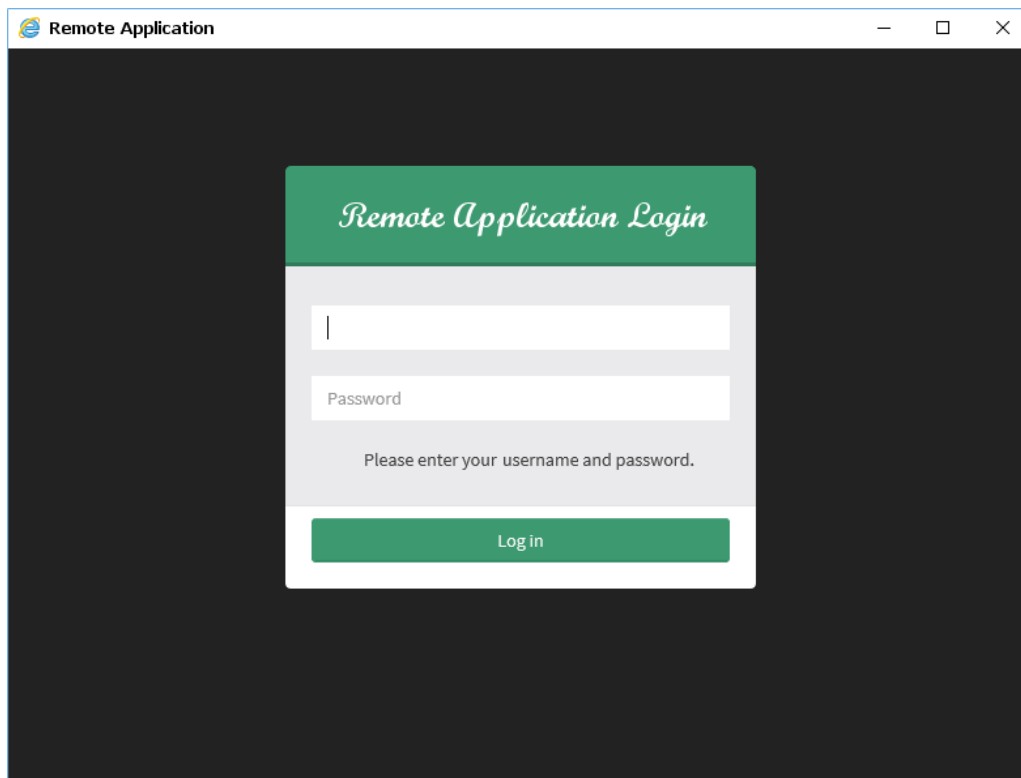 Remote Application
Remote Application Login
Password
Please enter your username and password.
Log in